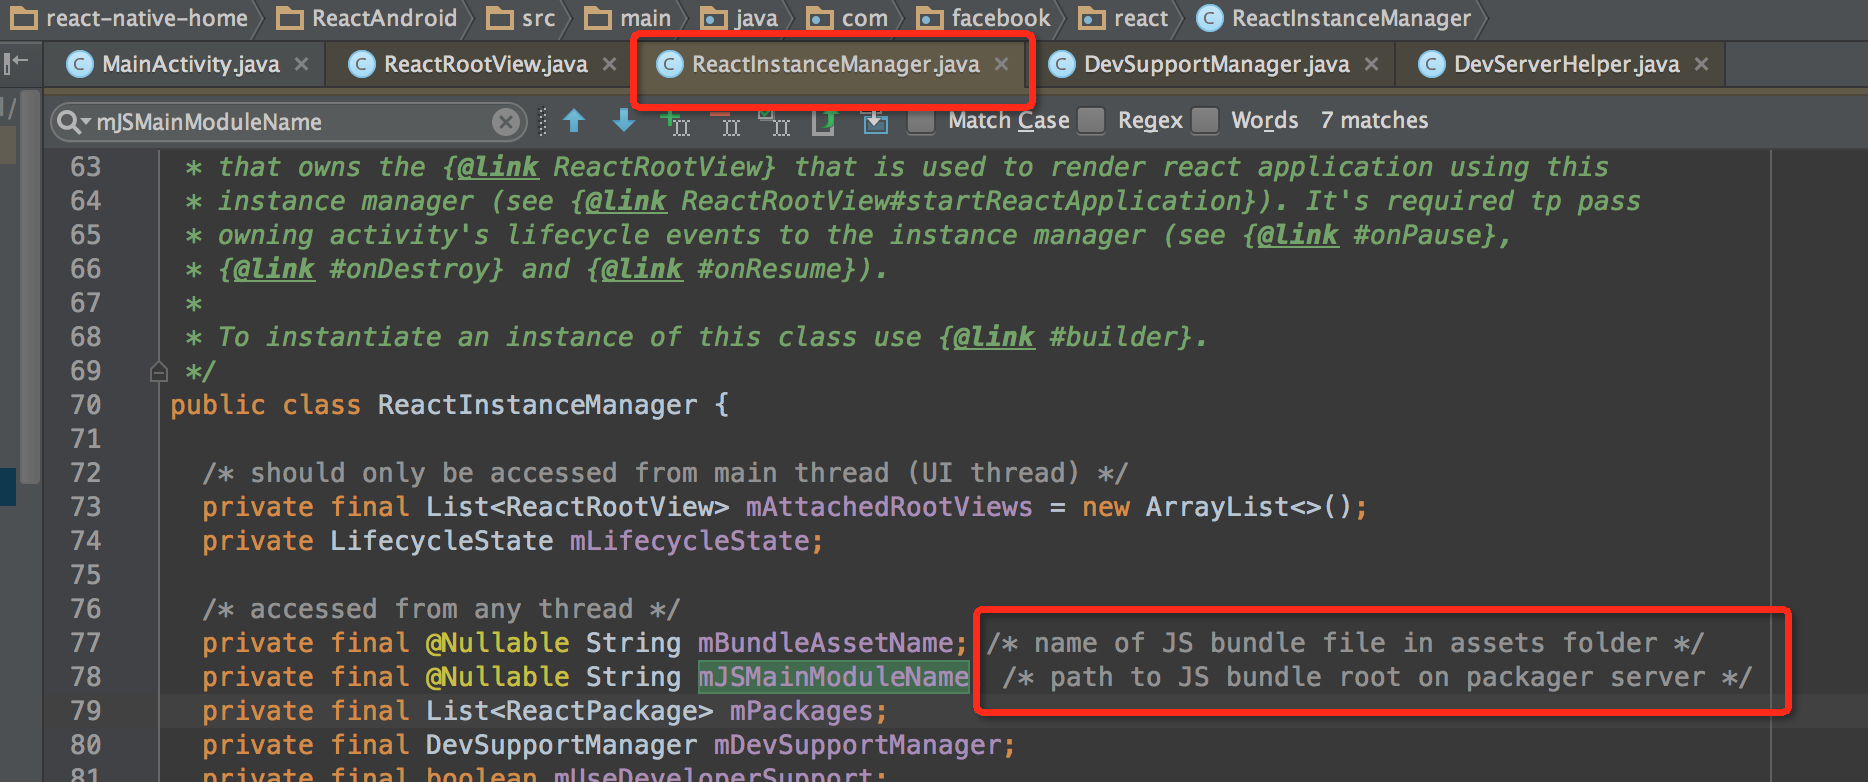 react-native-home ReactAndroid src main java com facebook react ReactInstanceManager
MainActivity.java ReactRootView.java ReactInstanceManager.java DevSupportManager.java DevServerHelper.java
mJSMainModuleName Match Case Regex Words 7 matches
63 * that owns the {@link ReactRootView} that is used to render react application using this
64 * instance manager (see {@link ReactRootView#startReactApplication}). It's required tp pass
65 * owning activity's lifecycle events to the instance manager (see {@link #onPause},
66 * {@link #onDestroy} and {@link #onResume}).
67 *
68 * To instantiate an instance of this class use {@link #builder}.
69 */
70 public class ReactInstanceManager {
71
72 /* should only be accessed from main thread (UI thread) */
73 private final List<ReactRootView> mAttachedRootViews = new ArrayList<>();
74 private LifecycleState mLifecycleState;
75
76 /* accessed from any thread */
77 private final @Nullable String mBundleAssetName; /* name of JS bundle file in assets folder */
78 private final @Nullable String mJSMainModuleName /* path to JS bundle root on packager server */
79 private final List<ReactPackage> mPackages;
80 private final DevSupportManager mDevSupportManager;
81 private final boolean mUseDeveloperSupport;